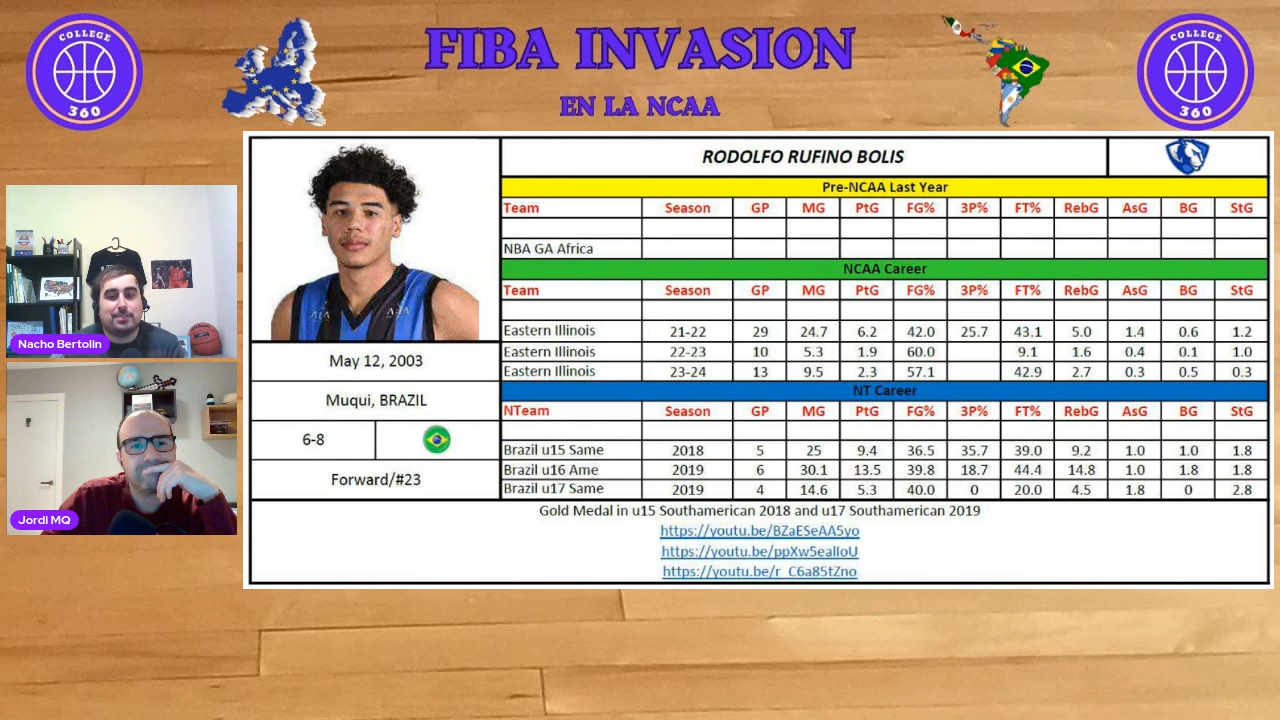 COLLEGE
360
FIBA INVASION
EN LA NCAA
COLLEGE
360
RODOLFO RUFINO BOLIS
Pre-NCAA Last Year
Team Season GP MG PtG FG% 3P% FT% RebG AsG BG StG
NBA GA Africa
NCAA Career
Team Season GP MG PtG FG% 3P% FT% RebG AsG BG StG
Eastern Illinois 21-22 29 24.7 6.2 42.0 25.7 43.1 5.0 1.4 0.6 1.2
Eastern Illinois 22-23 10 5.3 1.9 60.0 9.1 1.6 0.4 0.1 1.0
Eastern Illinois 23-24 13 9.5 2.3 57.1 42.9 2.7 0.3 0.5 0.3
NT Career
NTeam Season GP MG PtG FG% 3P% FT% RebG AsG BG StG
Brazil u15 Same 2018 5 25 9.4 36.5 35.7 39.0 9.2 1.0 1.0 1.8
Brazil u16 Ame 2019 6 30.1 13.5 39.8 18.7 44.4 14.8 1.0 1.8 1.8
Brazil u17 Same 2019 4 14.6 5.3 40.0 0 20.0 4.5 1.8 0 2.8
May 12, 2003
Muqui, BRAZIL
6-8
Forward/#23
Gold Medal in u15 Southamerican 2018 and u17 Southamerican 2019
https://youtu.be/BZaESeAA5yo
https://youtu.be/ppXw5ealIoU
https://youtu.be/r_C6a85tZno
Nacho Bertolin
Jordi MQ